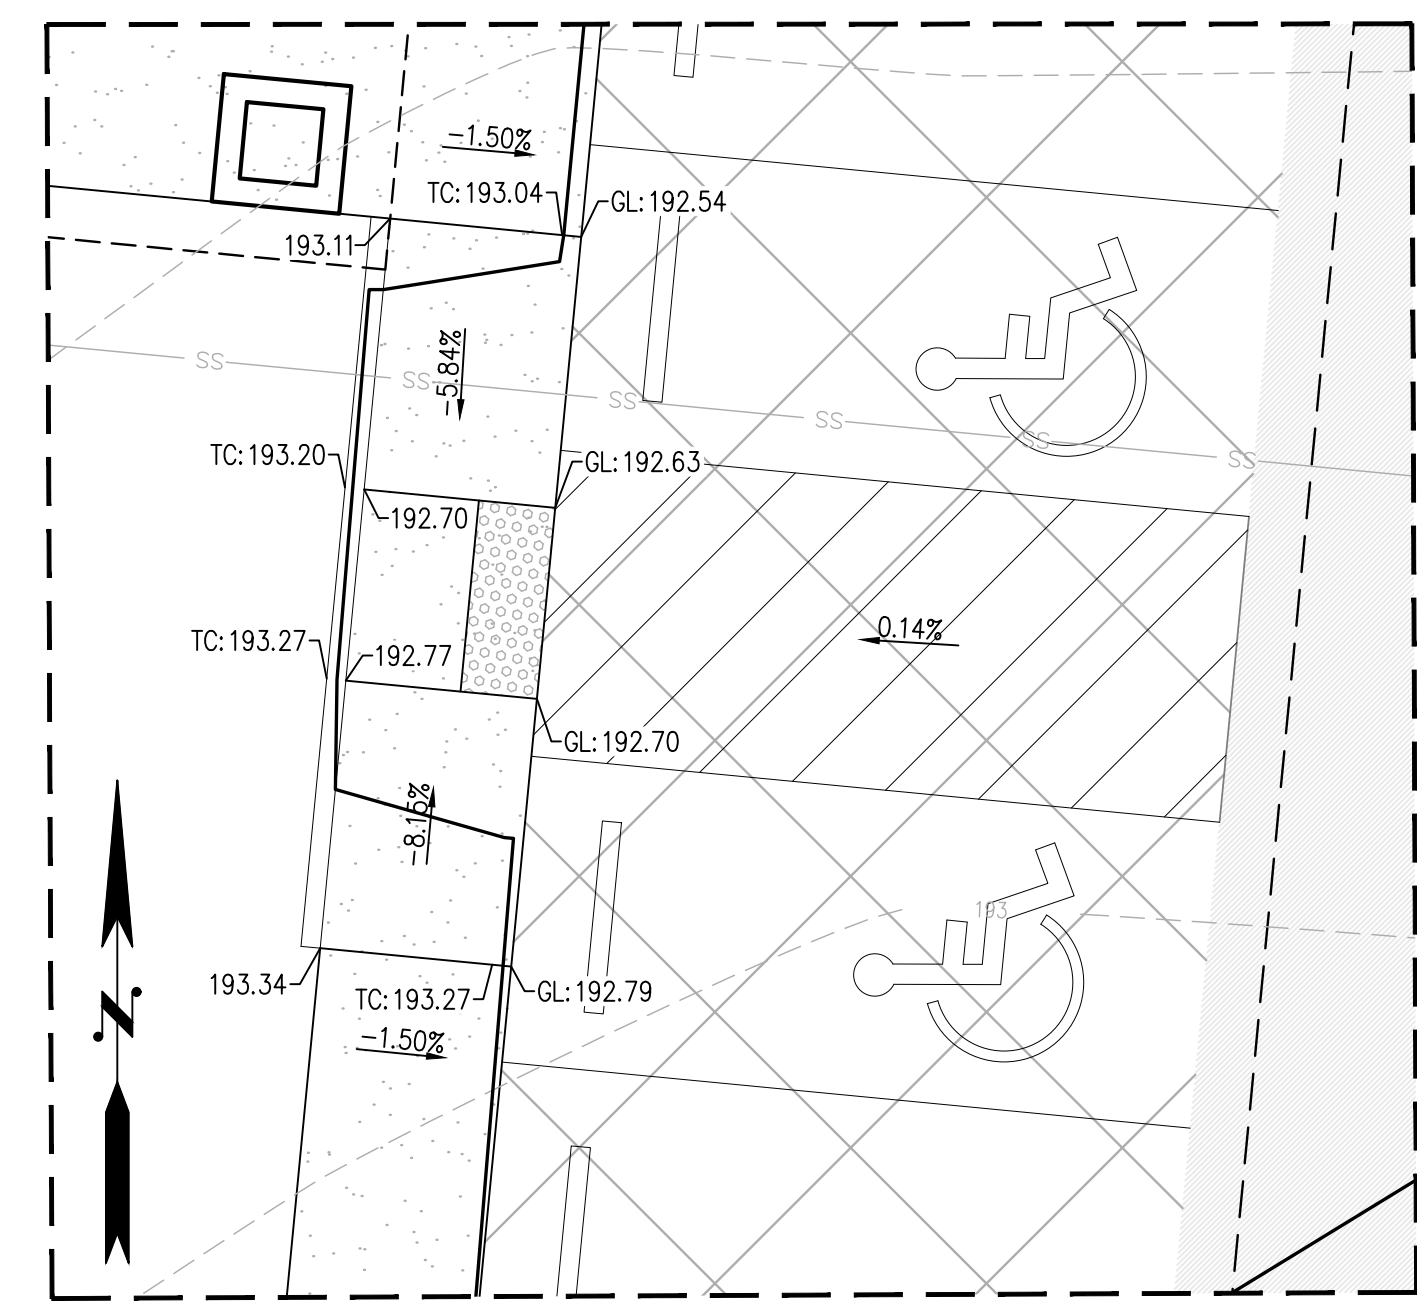 -1.50%
TC:193.04
GL:192.54
193.11
-5.84%
SS
SS
SS
SS
SS
SS
TC:193.20
GL:192.63
192.70
0.14%
TC:193.27
192.77
GL:192.70
-8.15%
193
193.34
TC:193.27
GL:192.79
-1.50%
N